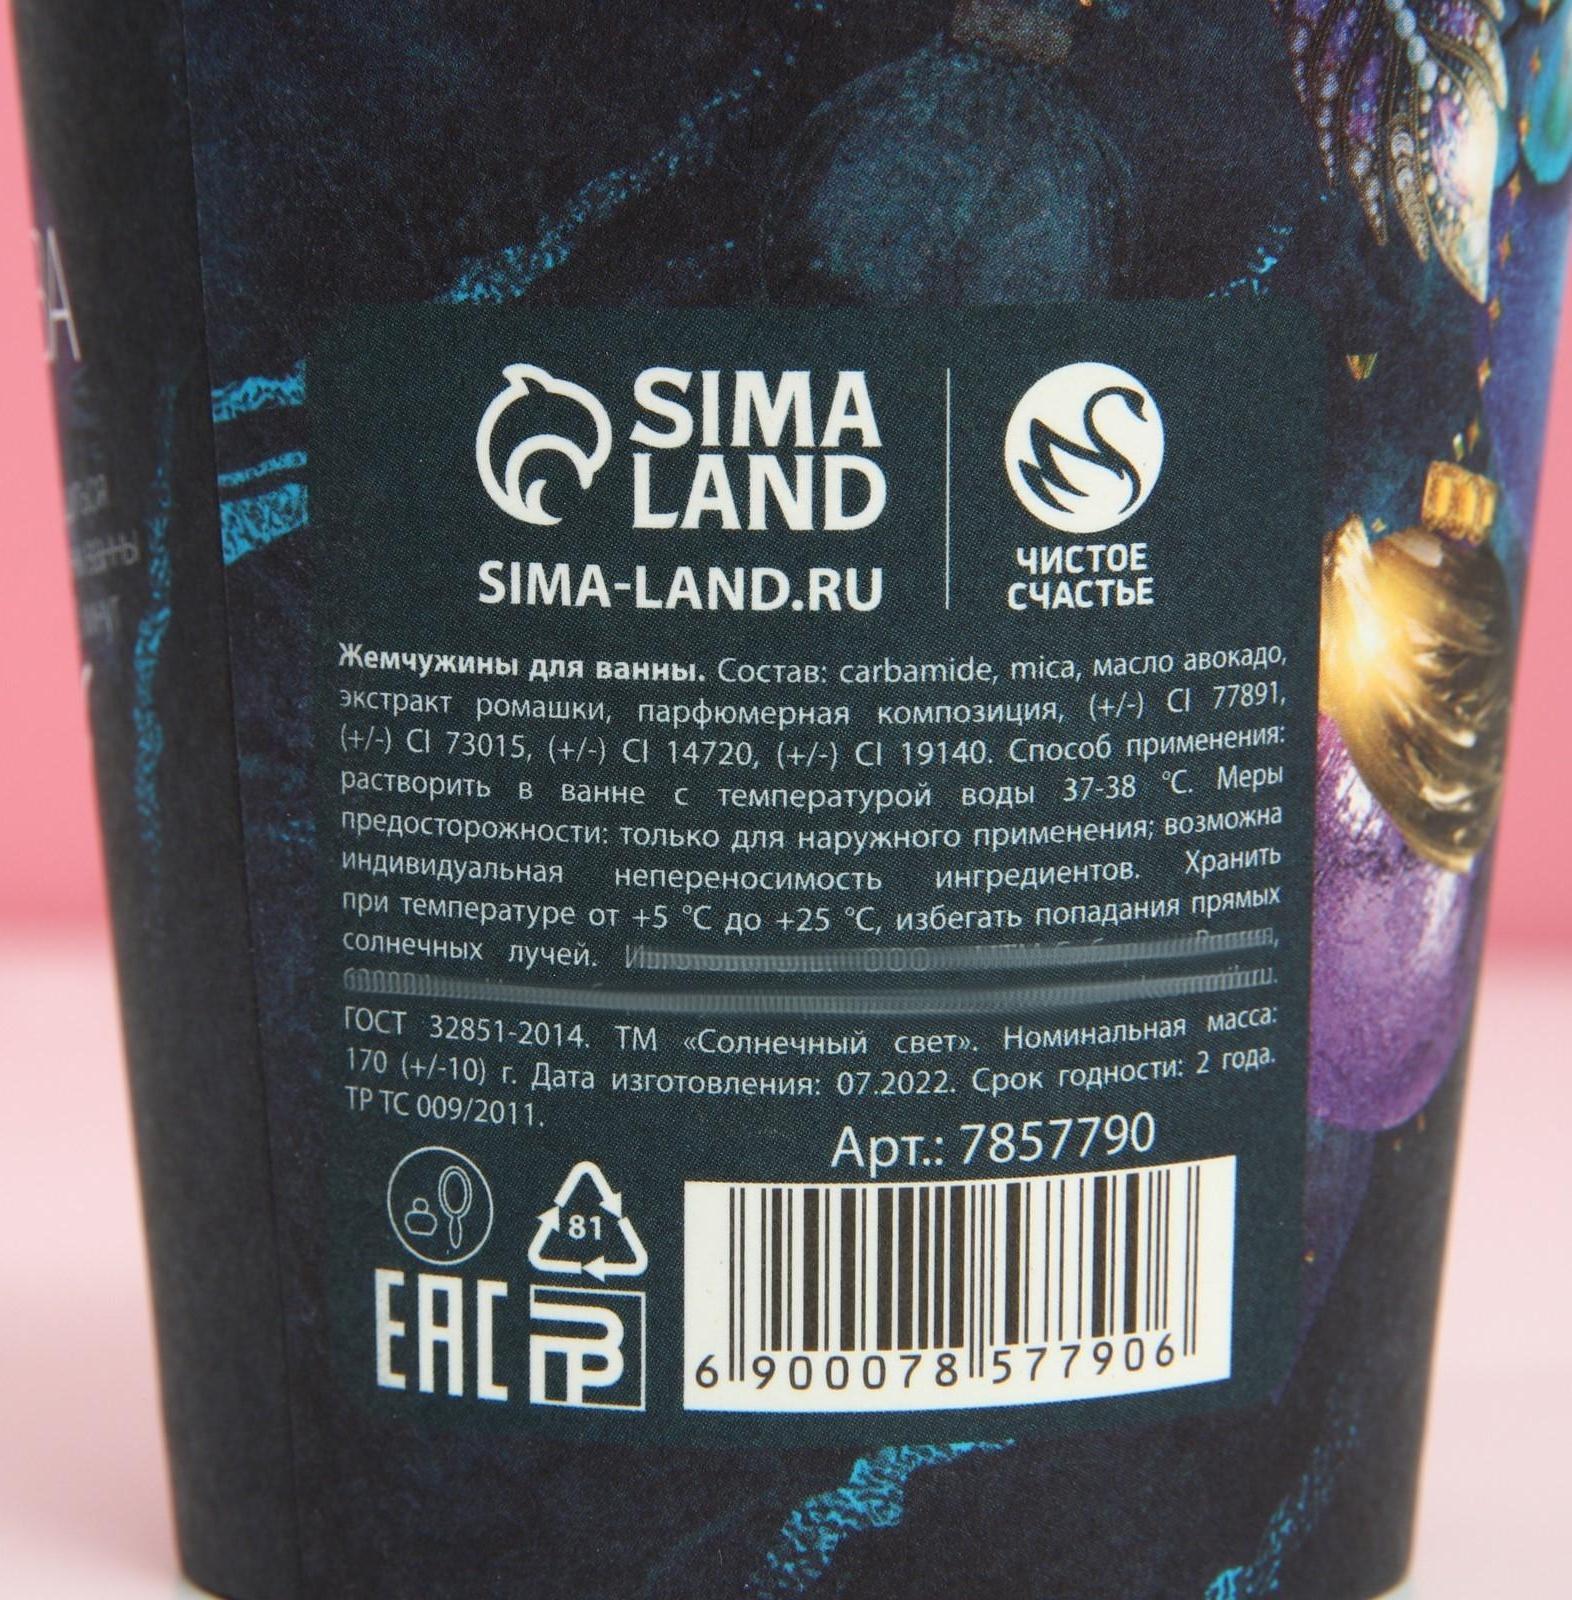 SIMA
LAND
SIMA-LAND.RU
ЧИСТОЕ
СЧАСТЬЕ
Жемчужины для ванны. Состав: carbamide, mica, масло авокадо,
экстракт ромашки, парфюмерная композиция, (+/-) CI 77891,
(+/-) CI 73015, (+/-) CI 14720, (+/-) CI 19140. Способ применения:
растворить в ванне с температурой воды 37-38 °C. Меры
предосторожности: только для наружного применения; возможна
индивидуальная непереносимость ингредиентов. Хранить
при температуре от +5 °C до +25 °C, избегать попадания прямых
солнечных лучей.
ГОСТ 32851-2014. ТМ «Солнечный свет». Номинальная масса:
170 (+/-10) г. Дата изготовления: 07.2022. Срок годности: 2 года.
ТР ТС 009/2011.
Арт.: 7857790
81
EAC
6 900078 577906